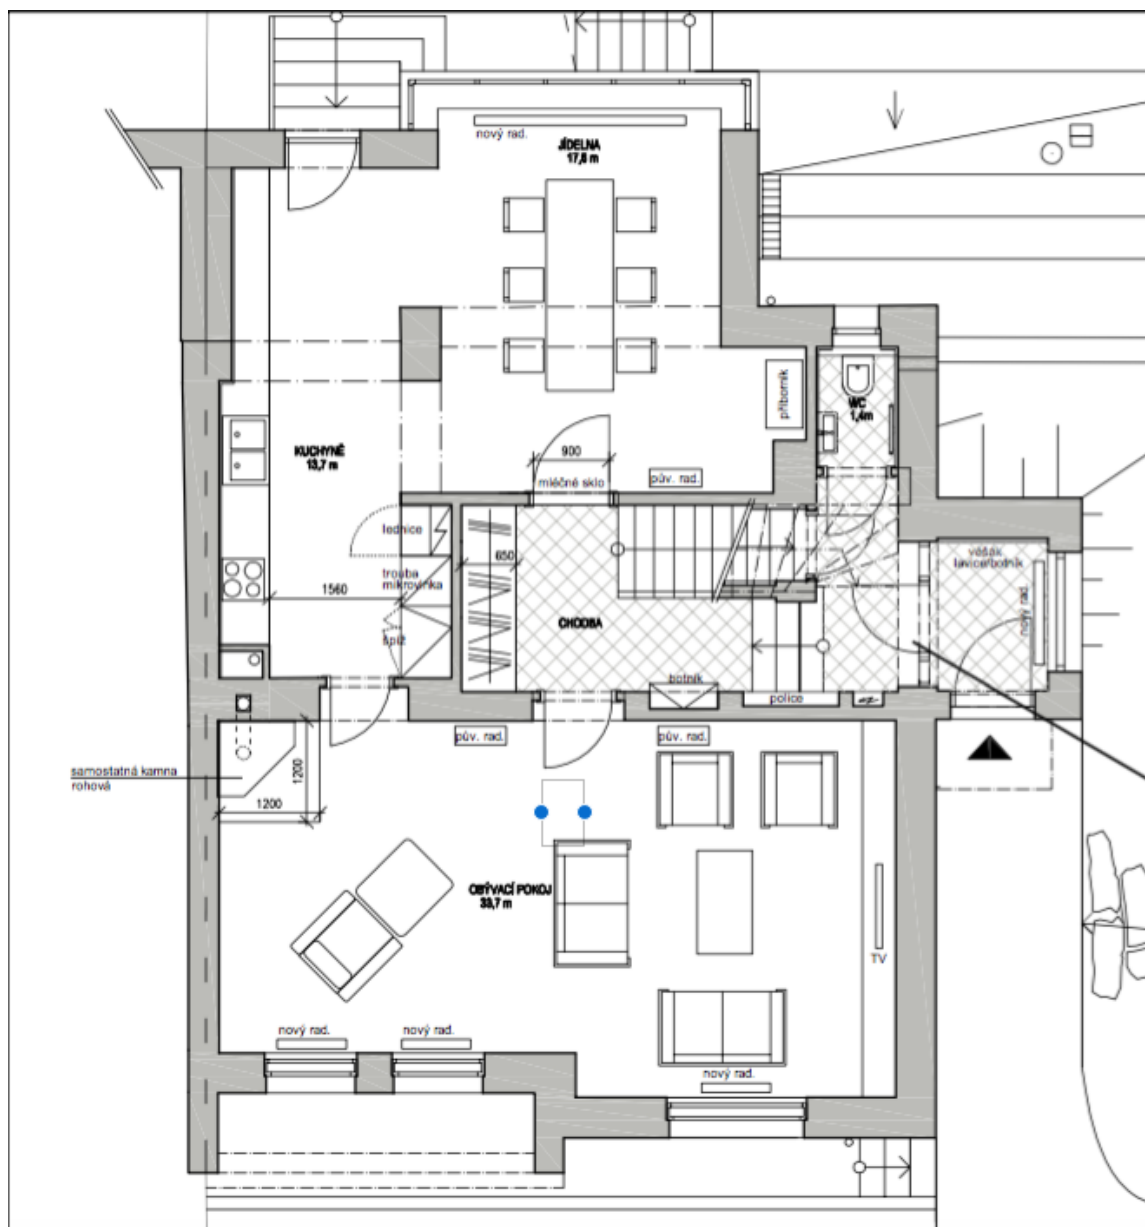 nový rad.
JÍDELNA
17,6 m
příborník
WC
1,4m
KUCHYNĚ
13,7 m
900
mléčné sklo
pův. rad.
lednice
650
trouba
mikrovlnka
1560
spíž
CHODBA
věšák
lavice/botník
nový rad.
botník
police
pův. rad.
pův. rad.
samostatná kamna
rohová
1200
1200
OBÝVACÍ POKOJ
33,7 m
TV
nový rad.
nový rad.
nový rad.